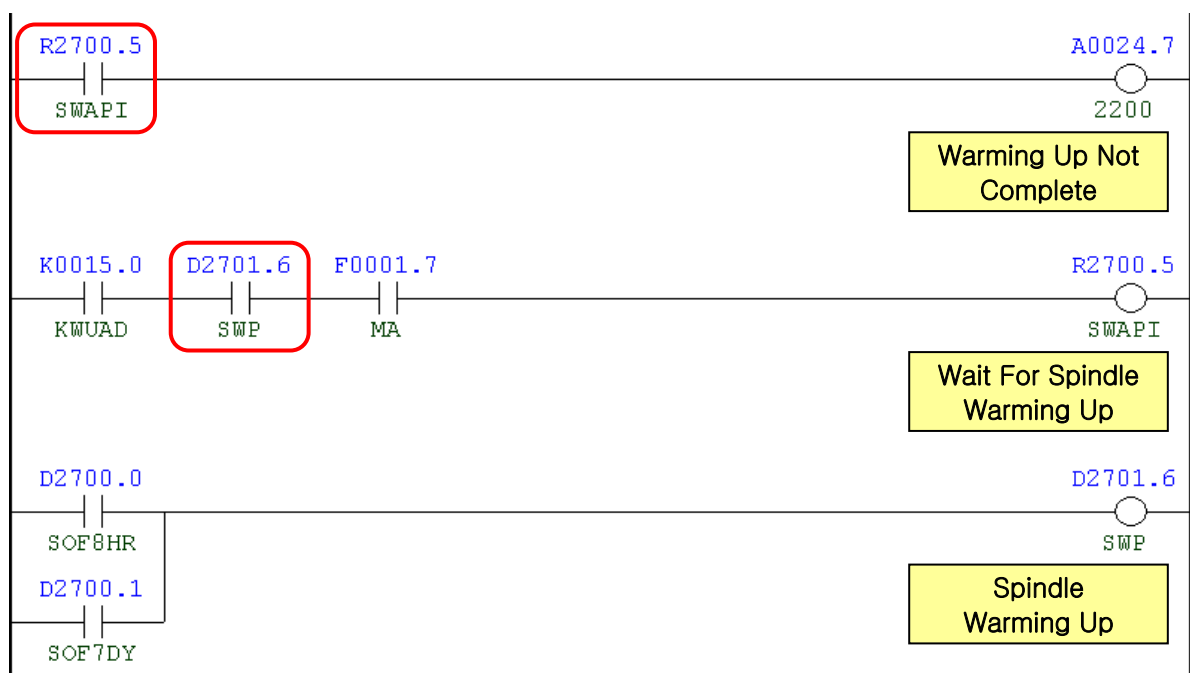 R2700.5 A0024.7
SWAPI 2200
Warming Up Not
Complete
K0015.0 D2701.6 F0001.7 R2700.5
KWUAD SWP MA SWAPI
Wait For Spindle
Warming Up
D2700.0 D2701.6
SOF8HR SWP
D2700.1
SOF7DY
Spindle
Warming Up